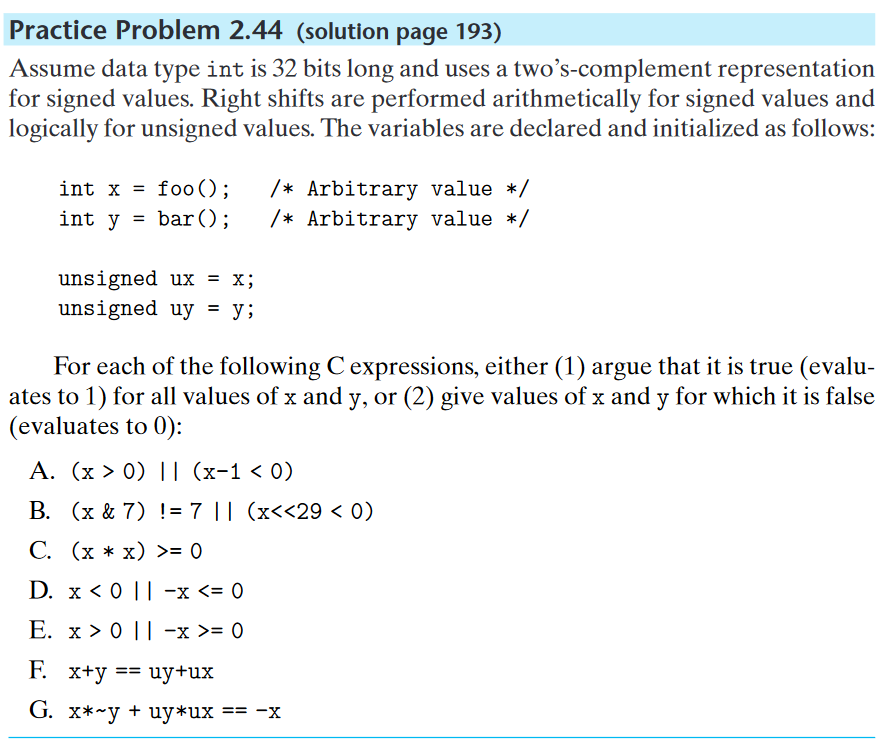 Practice Problem 2.44 (solution page 193)
Assume data type int is 32 bits long and uses a two's-complement representation
for signed values. Right shifts are performed arithmetically for signed values and
logically for unsigned values. The variables are declared and initialized as follows:
int x = foo(); /* Arbitrary value */
int y = bar(); /* Arbitrary value */
unsigned ux = x;
unsigned uy = y;
For each of the following C expressions, either (1) argue that it is true (evalu-
ates to 1) for all values of x and y, or (2) give values of x and y for which it is false
(evaluates to 0):
A. (x > 0) || (x-1 < 0)
B. (x & 7) != 7 || (x<<29 < 0)
C. (x * x) >= 0
D. x < 0 || -x <= 0
E. x > 0 || -x >= 0
F. x+y == uy+ux
G. x*~y + uy*ux == -x